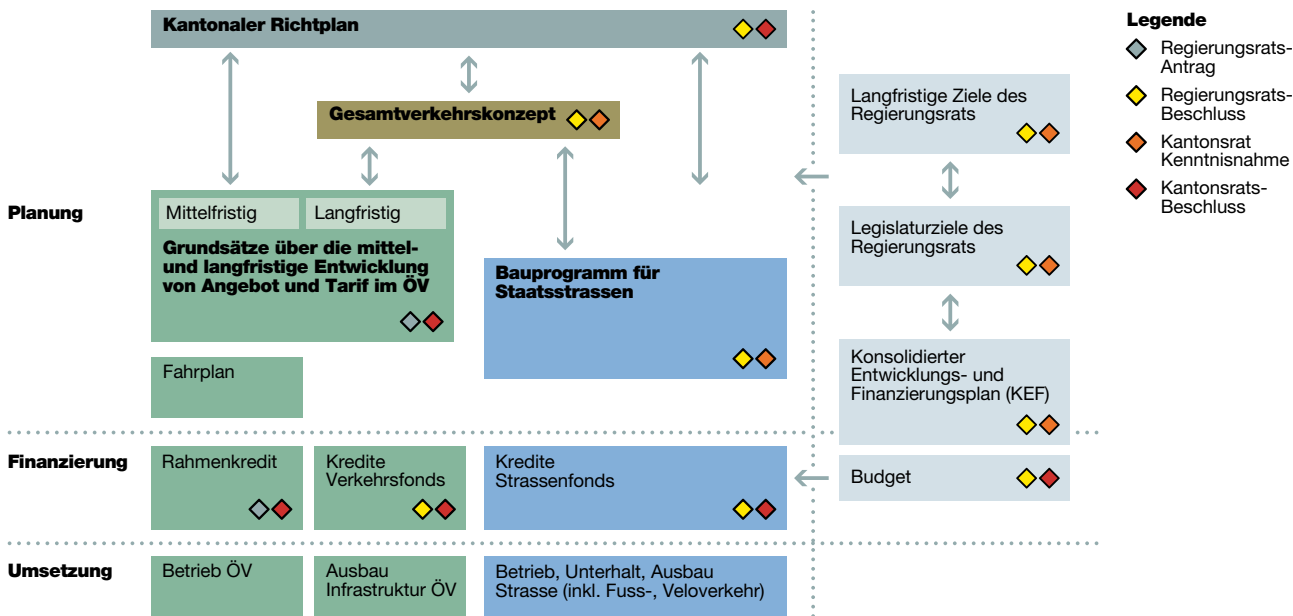 Kantonaler Richtplan
Gesamtverkehrskonzept
Planung
Mittelfristig
Langfristig
Grundsätze über die mittel-
und langfristige Entwicklung
von Angebot und Tarif im ÖV
Bauprogramm für
Staatsstrassen
Fahrplan
Langfristige Ziele des
Regierungsrats
Legislaturziele des
Regierungsrats
Konsolidierter
Entwicklungs- und
Finanzierungsplan (KEF)
Finanzierung
Rahmenkredit
Kredite
Verkehrsfonds
Kredite
Strassenfonds
Budget
Umsetzung
Betrieb ÖV
Ausbau
Infrastruktur ÖV
Betrieb, Unterhalt, Ausbau
Strasse (inkl. Fuss-, Veloverkehr)
Legende
Regierungsrats-
Antrag
Regierungsrats-
Beschluss
Kantonsrat
Kenntnisnahme
Kantonsrats-
Beschluss